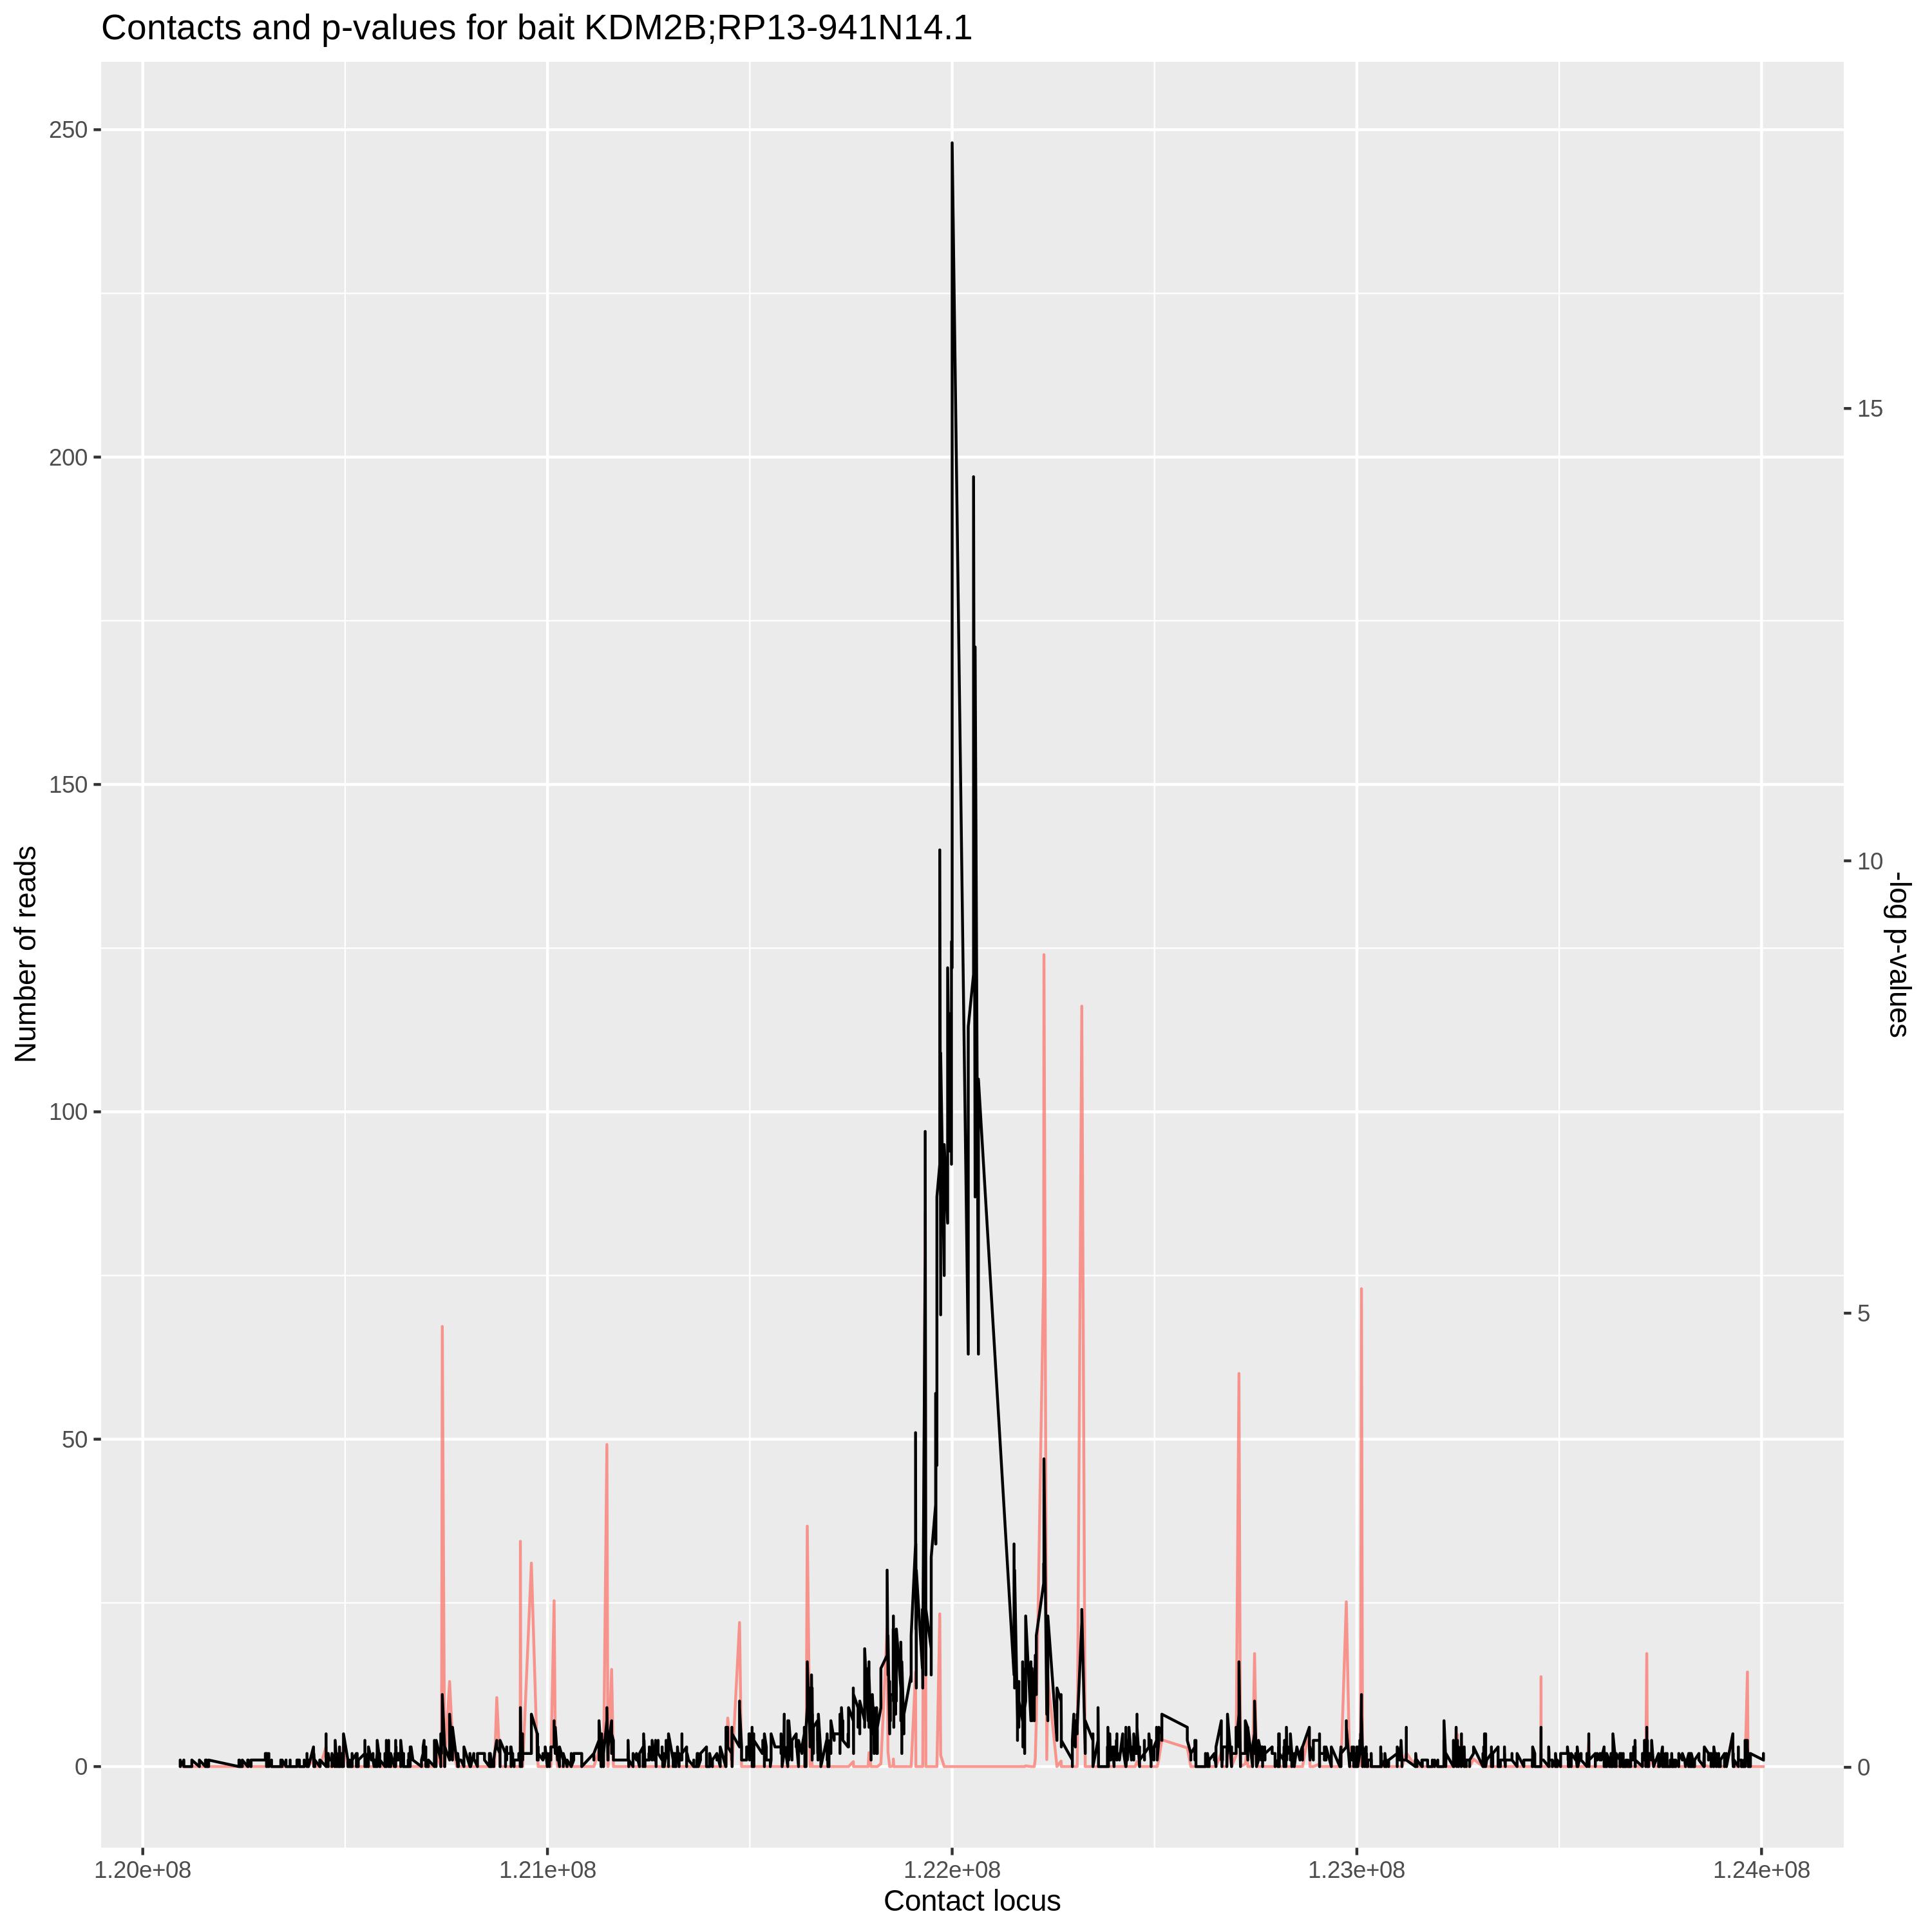 Contacts and p-values for bait KDM2B;RP13-941N14.1
250
200
150
100
50
0
Number of reads
15
10
5
0
-log p-values
1.20e+08 1.21e+08 1.22e+08 1.23e+08 1.24e+08
Contact locus